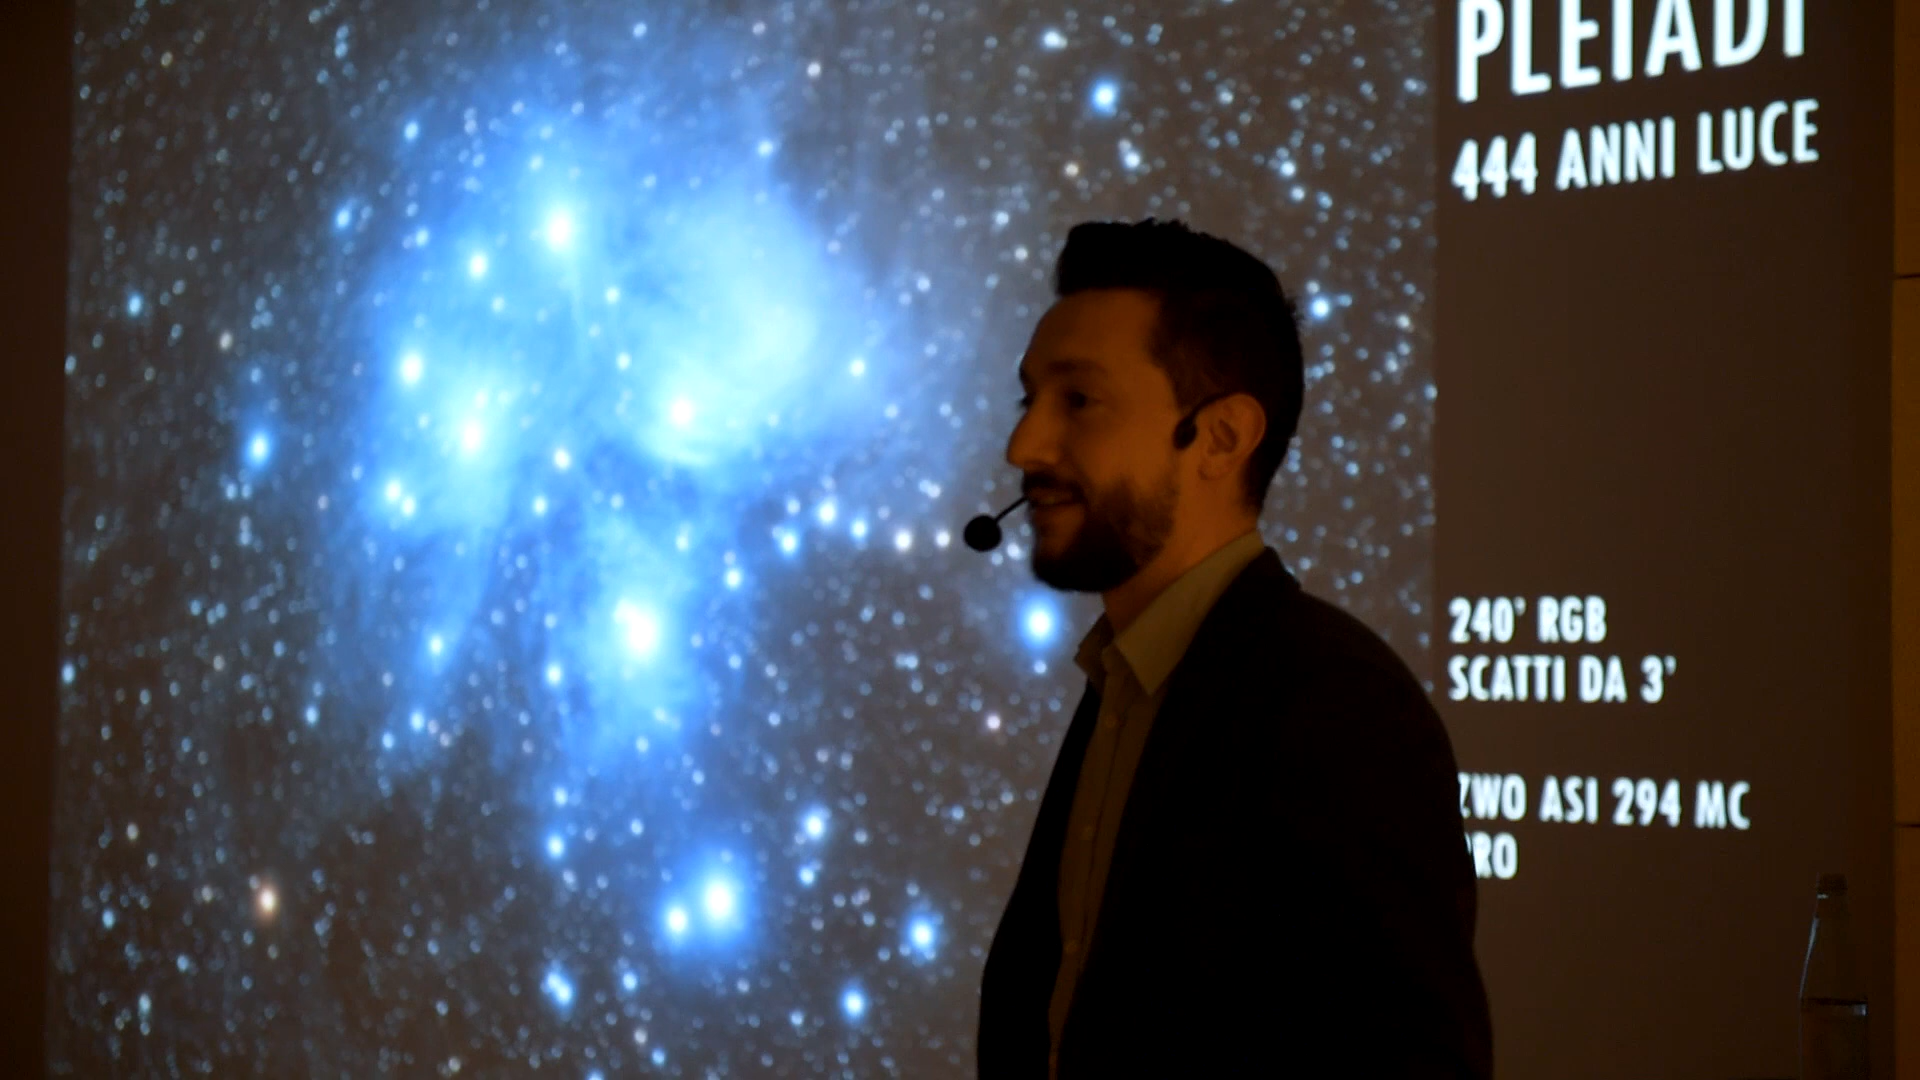 PLEIADI
444 ANNI LUCE
240' RGB
SCATTI DA 3'
ZWO ASI 294 MC